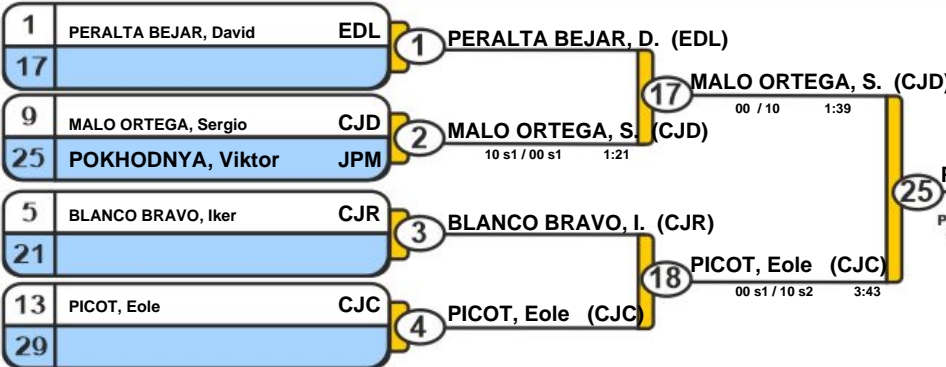 1 PERALTA BEJAR, David EDL
17
1 PERALTA BEJAR, D. (EDL)
17 MALO ORTEGA, S. (CJD)
00 / 10 1:39
9 MALO ORTEGA, Sergio CJD
25 POKHODNYA, Viktor JPM
2 MALO ORTEGA, S. (CJD)
10 s1 / 00 s1 1:21
25
5 BLANCO BRAVO, Iker CJR
21
3 BLANCO BRAVO, I. (CJR)
18 PICOT, Eole (CJC)
00 s1 / 10 s2 3:43
13 PICOT, Eole CJC
29
4 PICOT, Eole (CJC)